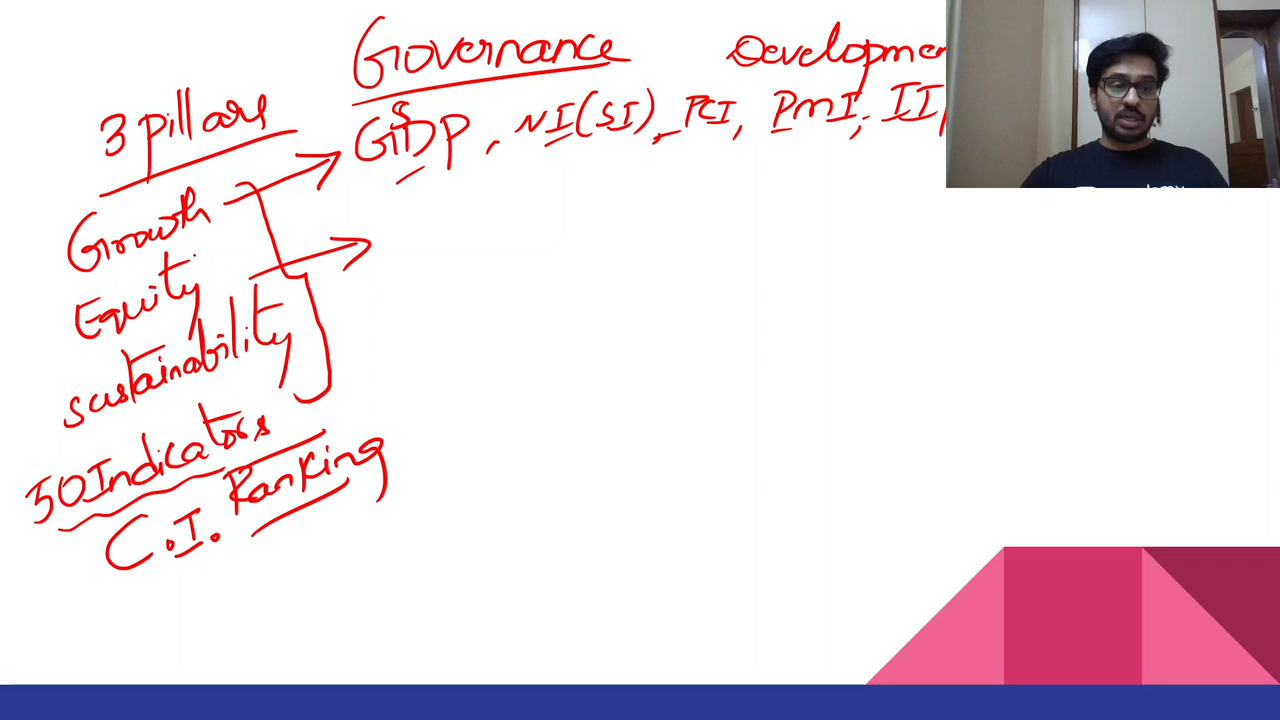 Governance Developmen
3 pillars
GSDP, NI(SI), PCI, PMI, II
Growth
Equity
sustainability
50 Indicators
C.I. Ranking